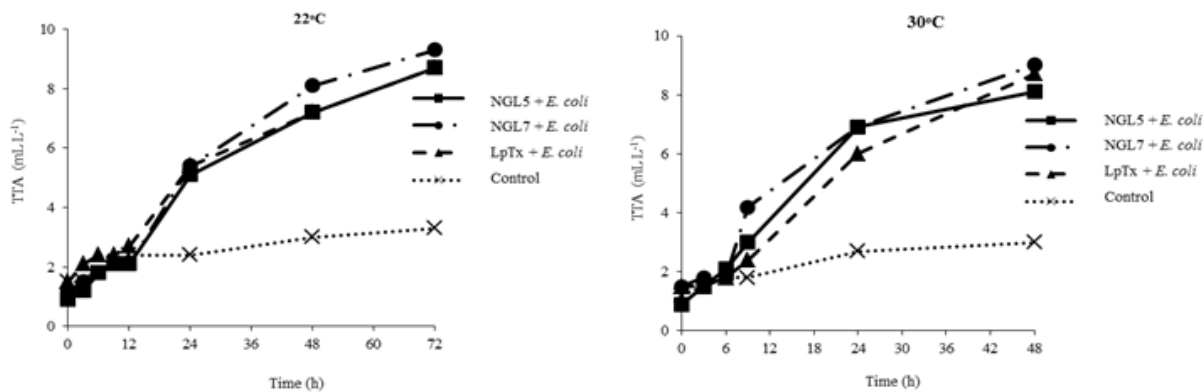 22°C
10
8
6
4
2
0
TTA (mL L⁻¹)
0 12 24 36 48 60 72
Time (h)
NGL5 + E. coli
NGL7 + E. coli
LpTx + E. coli
Control
30°C
10
8
6
4
2
0
TTA (mL L⁻¹)
0 6 12 18 24 30 36 42 48
Time (h)
NGL5 + E. coli
NGL7 + E. coli
LpTx + E. coli
Control